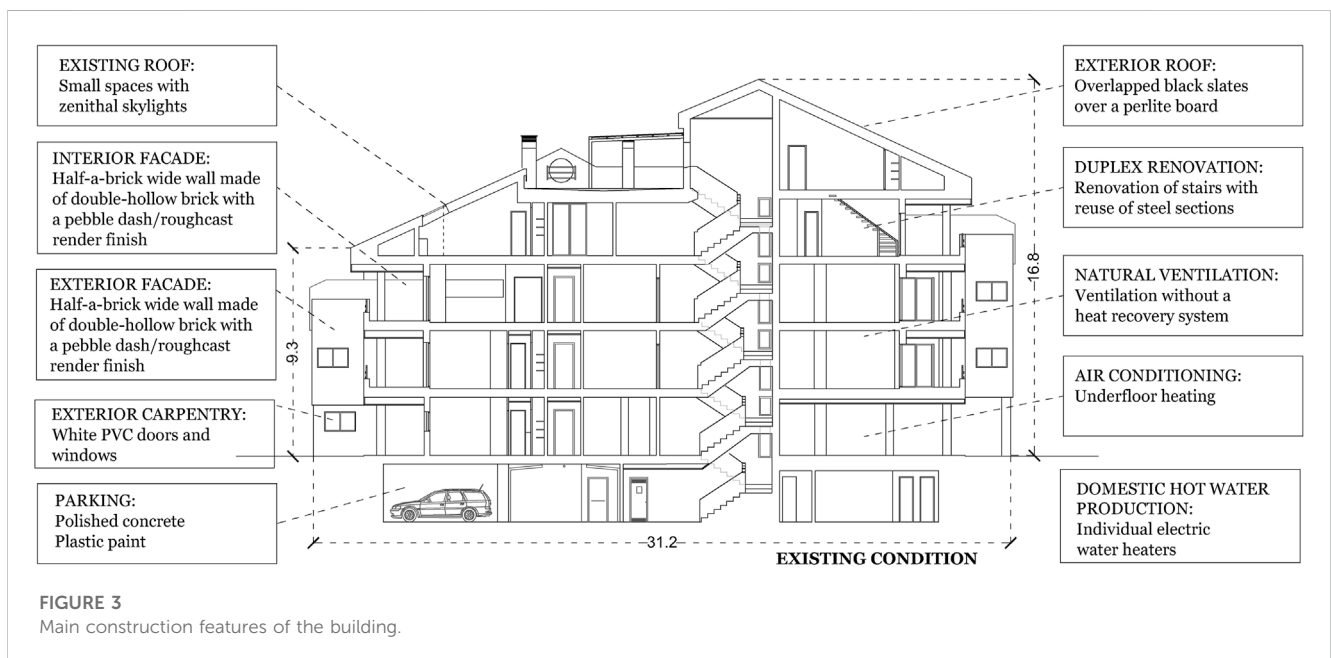 EXISTING ROOF:
Small spaces with
zenithal skylights
INTERIOR FACADE:
Half-a-brick wide wall made
of double-hollow brick with
a pebble dash/roughcast
render finish
EXTERIOR FACADE:
Half-a-brick wide wall made
of double-hollow brick with
a pebble dash/roughcast
render finish
EXTERIOR CARPENTRY:
White PVC doors and
windows
PARKING:
Polished concrete
Plastic paint
9.3
31.2
16.8
EXISTING CONDITION
EXTERIOR ROOF:
Overlapped black slates
over a perlite board
DUPLEX RENOVATION:
Renovation of stairs with
reuse of steel sections
NATURAL VENTILATION:
Ventilation without a
heat recovery system
AIR CONDITIONING:
Underfloor heating
DOMESTIC HOT WATER
PRODUCTION:
Individual electric
water heaters
FIGURE 3
Main construction features of the building.